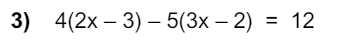 3) 4(2x – 3) – 5(3x – 2) = 12